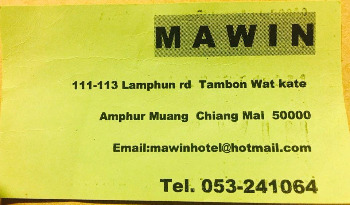 MAWIN
111-113 Lamphun rd Tambon Wat kate
Amphur Muang Chiang Mai 50000
Email:mawinhotel@hotmail.com
Tel. 053-241064